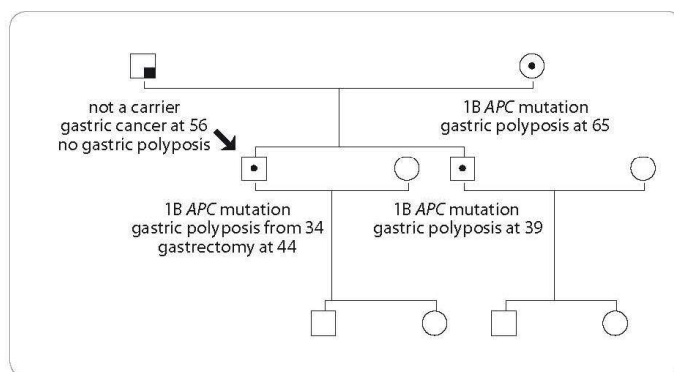 not a carrier
gastric cancer at 56
no gastric polyposis
1B APC mutation
gastric polyposis at 65
1B APC mutation
gastric polyposis from 34
gastrectomy at 44
1B APC mutation
gastric polyposis at 39